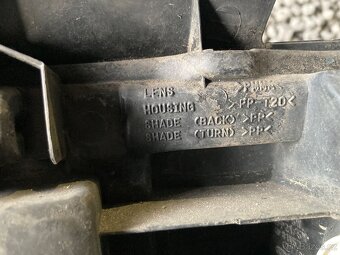 LENS >PMMA<
HOUSING >PP-T20<
SHADE (BACK) >PP<
SHADE (TURN) >PP<